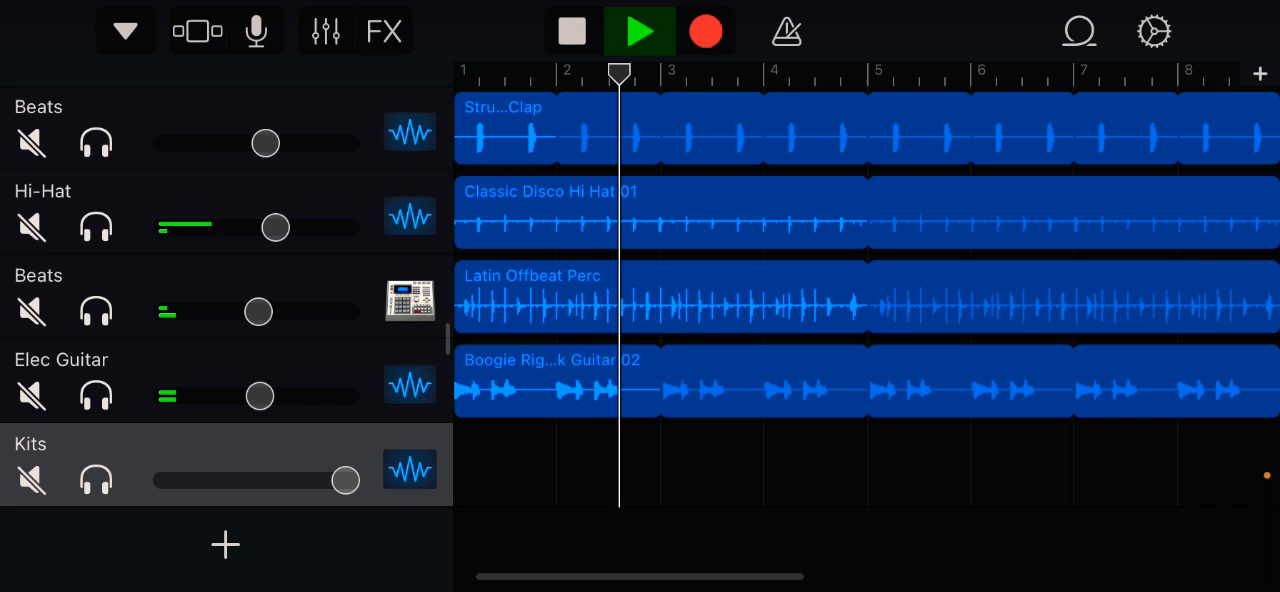 FX
1 2 3 4 5 6 7 8
Beats
Stru...Clap
Hi-Hat
Classic Disco Hi Hat 01
Beats
Latin Offbeat Perc
Elec Guitar
Boogie Rig...k Guitar 02
Kits